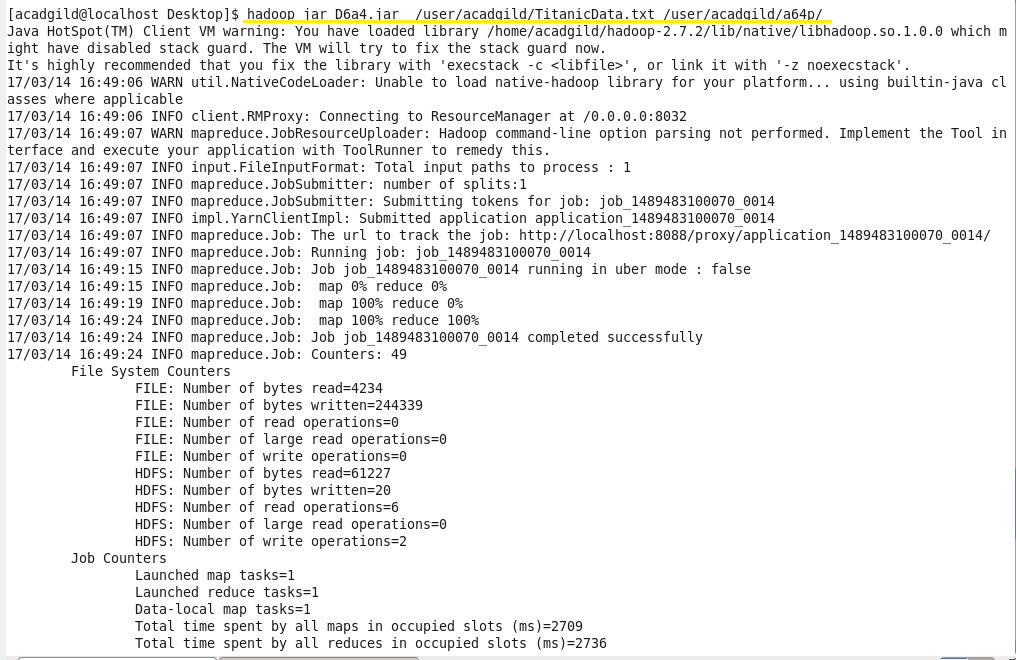 [acadgild@localhost Desktop]$ hadoop jar D6a4.jar  /user/acadgild/TitanicData.txt /user/acadgild/a64p/
Java HotSpot(TM) Client VM warning: You have loaded library /home/acadgild/hadoop-2.7.2/lib/native/libhadoop.so.1.0.0 which m
ight have disabled stack guard. The VM will try to fix the stack guard now.
It's highly recommended that you fix the library with 'execstack -c <libfile>', or link it with '-z noexecstack'.
17/03/14 16:49:06 WARN util.NativeCodeLoader: Unable to load native-hadoop library for your platform... using builtin-java cl
asses where applicable
17/03/14 16:49:06 INFO client.RMProxy: Connecting to ResourceManager at /0.0.0.0:8032
17/03/14 16:49:07 WARN mapreduce.JobResourceUploader: Hadoop command-line option parsing not performed. Implement the Tool in
terface and execute your application with ToolRunner to remedy this.
17/03/14 16:49:07 INFO input.FileInputFormat: Total input paths to process : 1
17/03/14 16:49:07 INFO mapreduce.JobSubmitter: number of splits:1
17/03/14 16:49:07 INFO mapreduce.JobSubmitter: Submitting tokens for job: job_1489483100070_0014
17/03/14 16:49:07 INFO impl.YarnClientImpl: Submitted application application_1489483100070_0014
17/03/14 16:49:07 INFO mapreduce.Job: The url to track the job: http://localhost:8088/proxy/application_1489483100070_0014/
17/03/14 16:49:07 INFO mapreduce.Job: Running job: job_1489483100070_0014
17/03/14 16:49:15 INFO mapreduce.Job: Job job_1489483100070_0014 running in uber mode : false
17/03/14 16:49:15 INFO mapreduce.Job:  map 0% reduce 0%
17/03/14 16:49:19 INFO mapreduce.Job:  map 100% reduce 0%
17/03/14 16:49:24 INFO mapreduce.Job:  map 100% reduce 100%
17/03/14 16:49:24 INFO mapreduce.Job: Job job_1489483100070_0014 completed successfully
17/03/14 16:49:24 INFO mapreduce.Job: Counters: 49
File System Counters
FILE: Number of bytes read=4234
FILE: Number of bytes written=244339
FILE: Number of read operations=0
FILE: Number of large read operations=0
FILE: Number of write operations=0
HDFS: Number of bytes read=61227
HDFS: Number of bytes written=20
HDFS: Number of read operations=6
HDFS: Number of large read operations=0
HDFS: Number of write operations=2
Job Counters
Launched map tasks=1
Launched reduce tasks=1
Data-local map tasks=1
Total time spent by all maps in occupied slots (ms)=2709
Total time spent by all reduces in occupied slots (ms)=2736